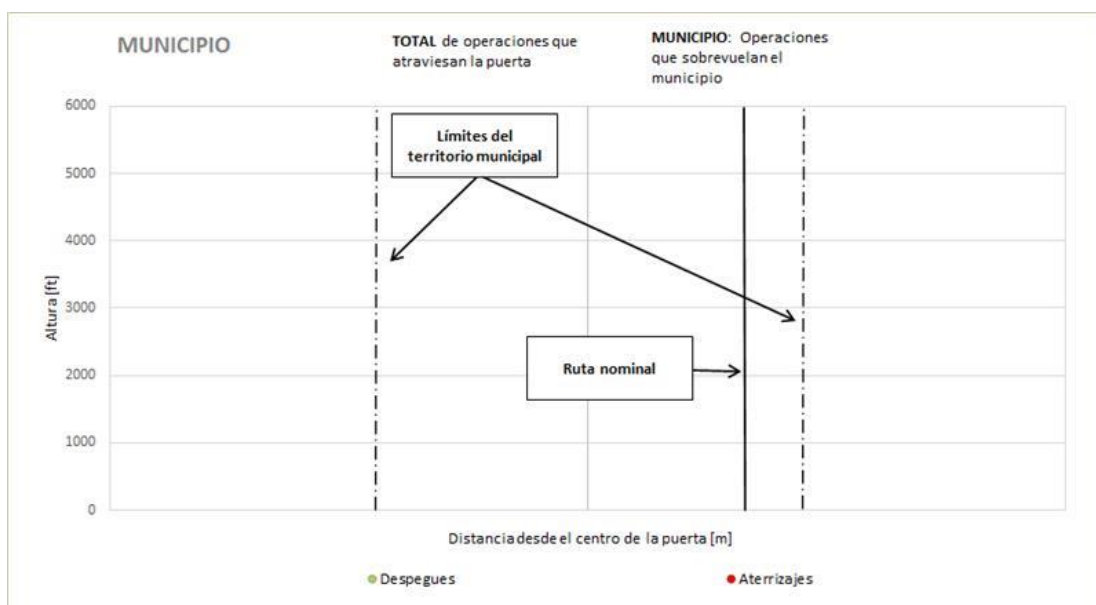 MUNICIPIO
TOTAL de operaciones que
atraviesan la puerta
MUNICIPIO: Operaciones
que sobrevuelan el
municipio
6000
5000
4000
3000
2000
1000
0
Altura [ft]
Límites del
territorio municipal
Ruta nominal
Distancia desde el centro de la puerta [m]
Despegues
Aterrizajes